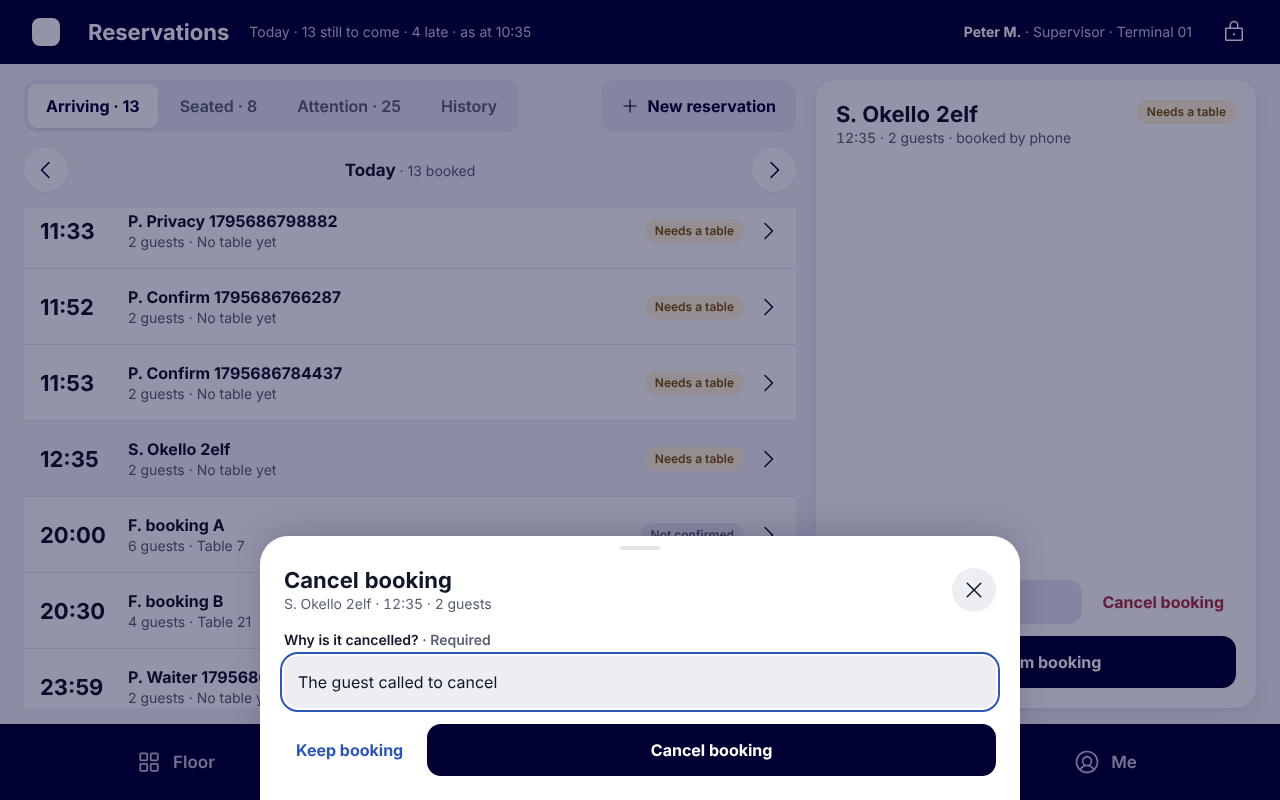 Reservations
Today · 13 still to come · 4 late · as at 10:35
Peter M. · Supervisor · Terminal 01
Arriving · 13
Seated · 8
Attention · 25
History
New reservation
Today · 13 booked
11:33
P. Privacy 1795686798882
2 guests · No table yet
Needs a table
11:52
P. Confirm 1795686766287
2 guests · No table yet
Needs a table
11:53
P. Confirm 1795686784437
2 guests · No table yet
Needs a table
12:35
S. Okello 2elf
2 guests · No table yet
Needs a table
20:00
F. booking A
6 guests · Table 7
Not confirmed
20:30
F. booking B
4 guests · Table 21
23:59
P. Waiter 179568
2 guests · No table
S. Okello 2elf
Needs a table
12:35 · 2 guests · booked by phone
Cancel booking
booking
Cancel booking
S. Okello 2elf · 12:35 · 2 guests
Why is it cancelled? · Required
The guest called to cancel
Keep booking
Cancel booking
Floor
Me